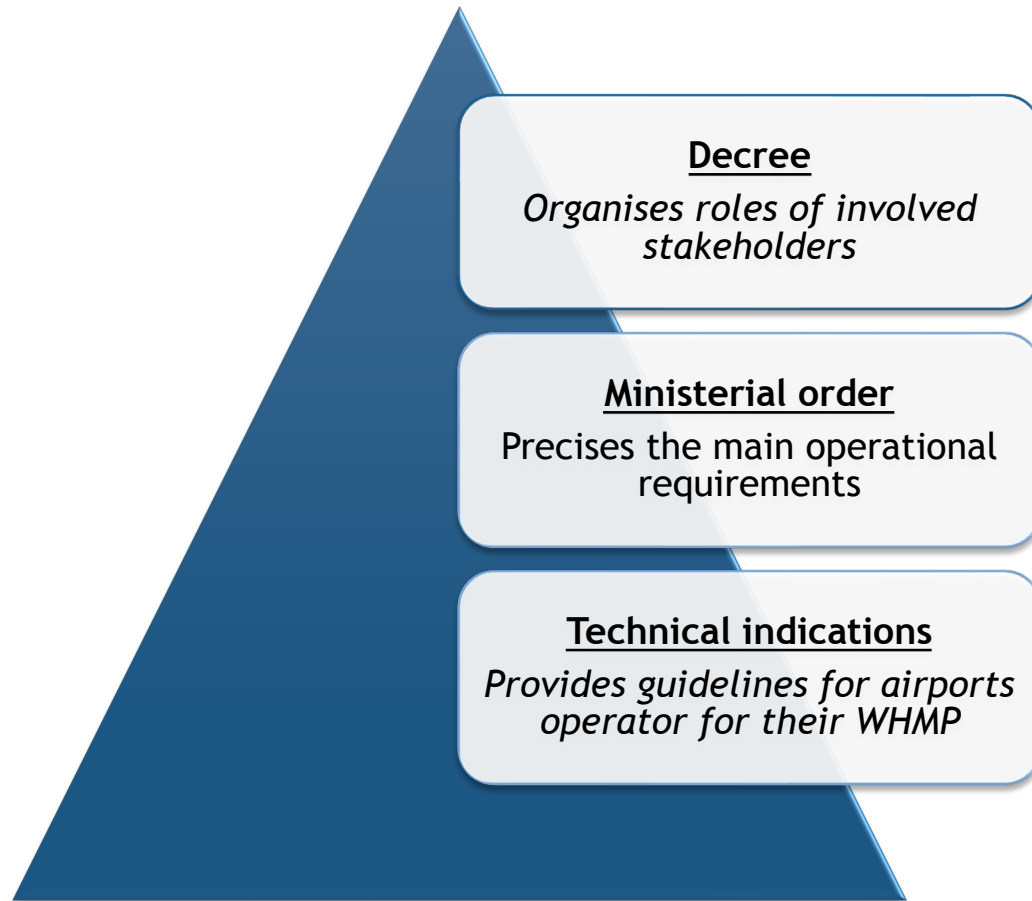 Decree
Organises roles of involved
stakeholders
Ministerial order
Precises the main operational
requirements
Technical indications
Provides guidelines for airports
operator for their WHMP